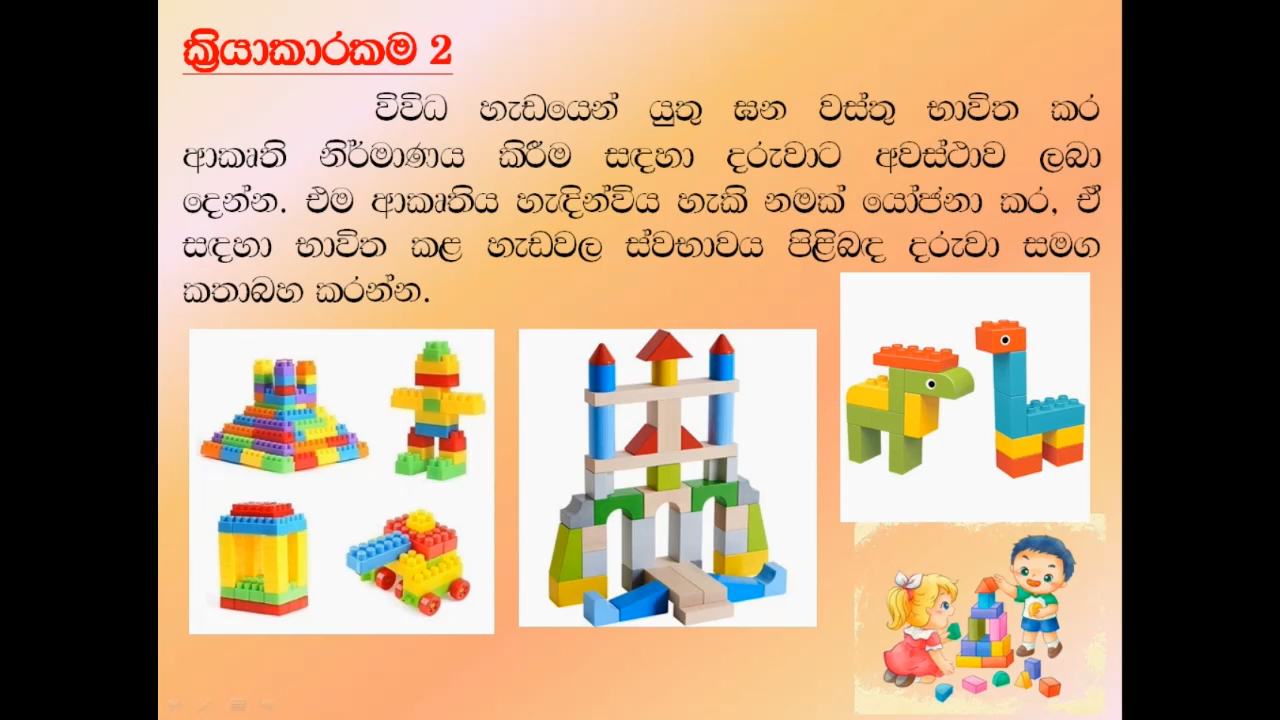 ක්‍රියාකාරකම 2
විවිධ හැඩයෙන් යුතු ඝන වස්තු භාවිත කර
ආකෘති නිර්මාණය කිරීම සඳහා දරුවාට අවස්ථාව ලබා
දෙන්න. එම ආකෘතිය හැඳින්විය හැකි නමක් යෝජනා කර, ඒ
සඳහා භාවිත කළ හැඩවල ස්වභාවය පිළිබඳ දරුවා සමග
කතාබහ කරන්න.